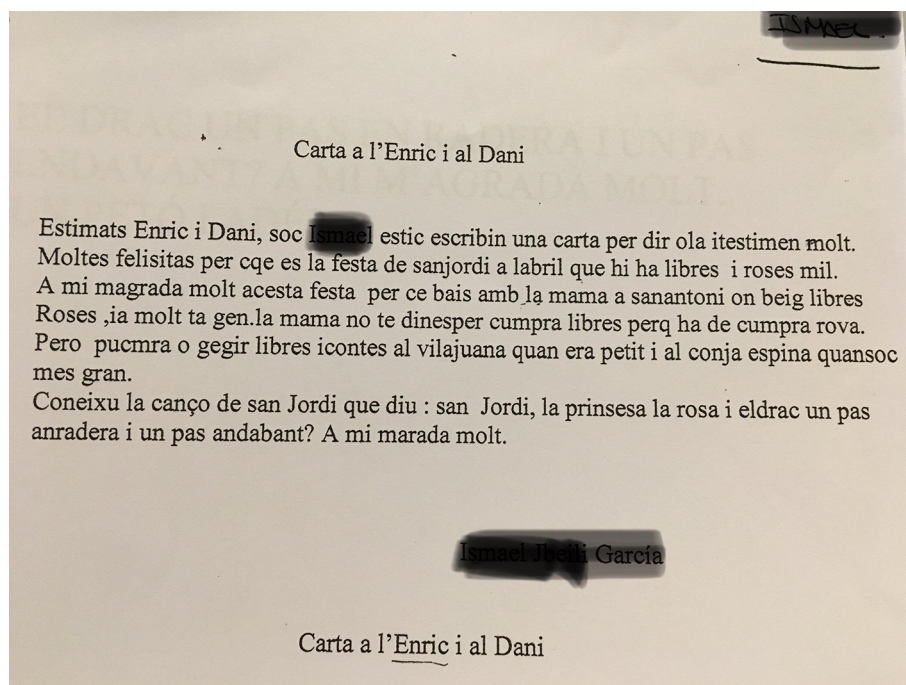 Carta a l'Enric i al Dani
Estimats Enric i Dani, soc estic escribin una carta per dir ola itestimen molt.
Moltes felisitas per cqe es la festa de sanjordi a labril que hi ha libres i roses mil.
A mi magrada molt acesta festa per ce bais amb la mama a sanantoni on beig libres
Roses ,ia molt ta gen.la mama no te dinesper cumpra libres perq ha de cumpra rova.
Pero pucmra o gegir libres icontes al vilajuana quan era petit i al conja espina quansoc
mes gran.
Coneixu la canço de san Jordi que diu : san Jordi, la prinsesa la rosa i eldrac un pas
anradera i un pas andabant? A mi marada molt.
García
Carta a l'Enric i al Dani